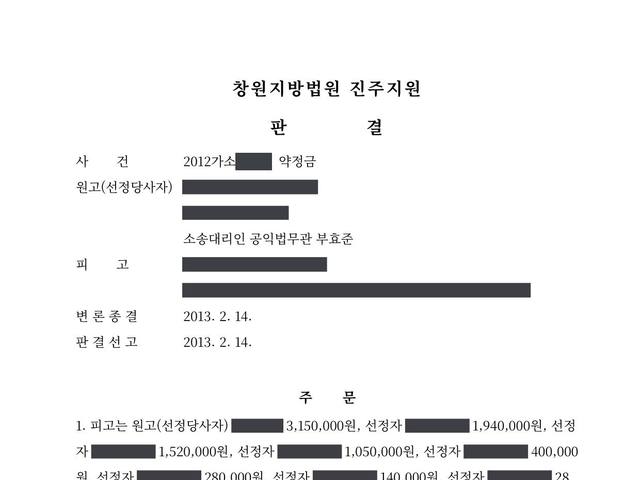 창원지방법원 진주지원
판 결
사 건 2012가소 약정금
원고(선정당사자)
소송대리인 공익법무관 부효준
피 고
변 론 종 결 2013. 2. 14.
판 결 선 고 2013. 2. 14.
주 문
1. 피고는 원고(선정당사자) 3,150,000원, 선정자 1,940,000원, 선정
자 1,520,000원, 선정자 1,050,000원, 선정자 400,000
원, 선정자 280,000원, 선정자 140,000원, 선정자 28